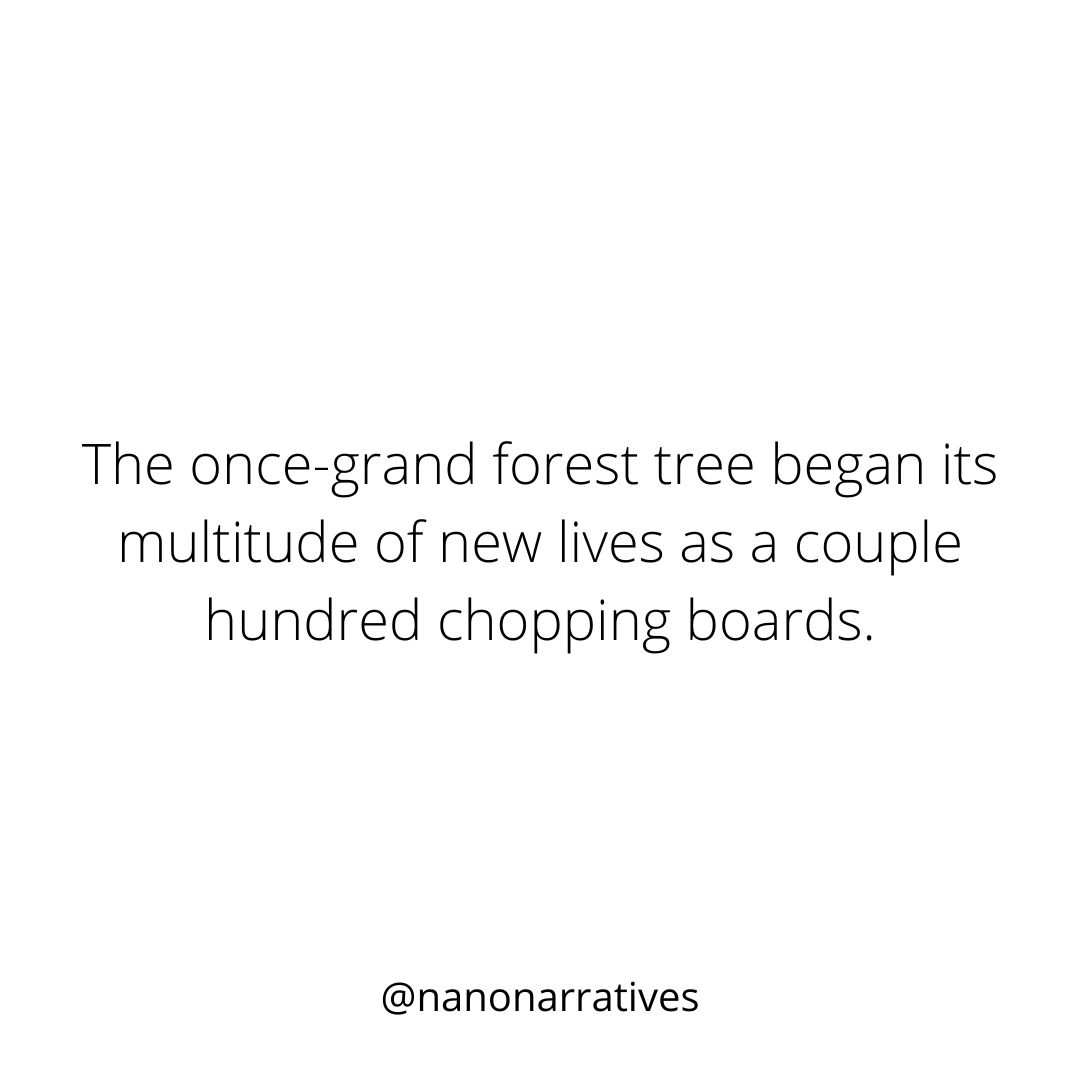 The once-grand forest tree began its
multitude of new lives as a couple
hundred chopping boards.
@nanonarratives